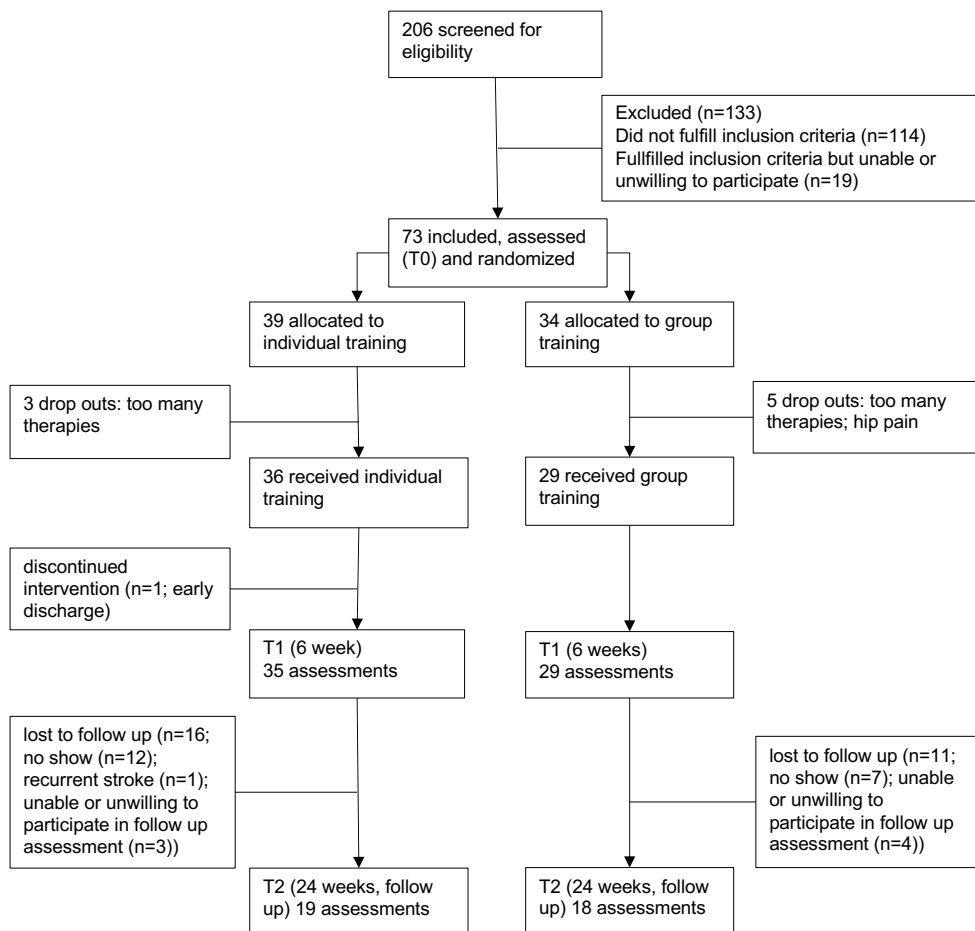 206 screened for
eligibility
Excluded (n=133)
Did not fulfill inclusion criteria (n=114)
Fullfilled inclusion criteria but unable or
unwilling to participate (n=19)
73 included, assessed
(T0) and randomized
39 allocated to
individual training
34 allocated to group
training
3 drop outs: too many
therapies
5 drop outs: too many
therapies; hip pain
36 received individual
training
29 received group
training
discontinued
intervention (n=1; early
discharge)
T1 (6 week)
35 assessments
T1 (6 weeks)
29 assessments
lost to follow up (n=16;
no show (n=12);
recurrent stroke (n=1);
unable or unwilling to
participate in follow up
assessment (n=3))
lost to follow up (n=11;
no show (n=7); unable
or unwilling to
participate in follow up
assessment (n=4))
T2 (24 weeks, follow
up) 19 assessments
T2 (24 weeks, follow
up) 18 assessments